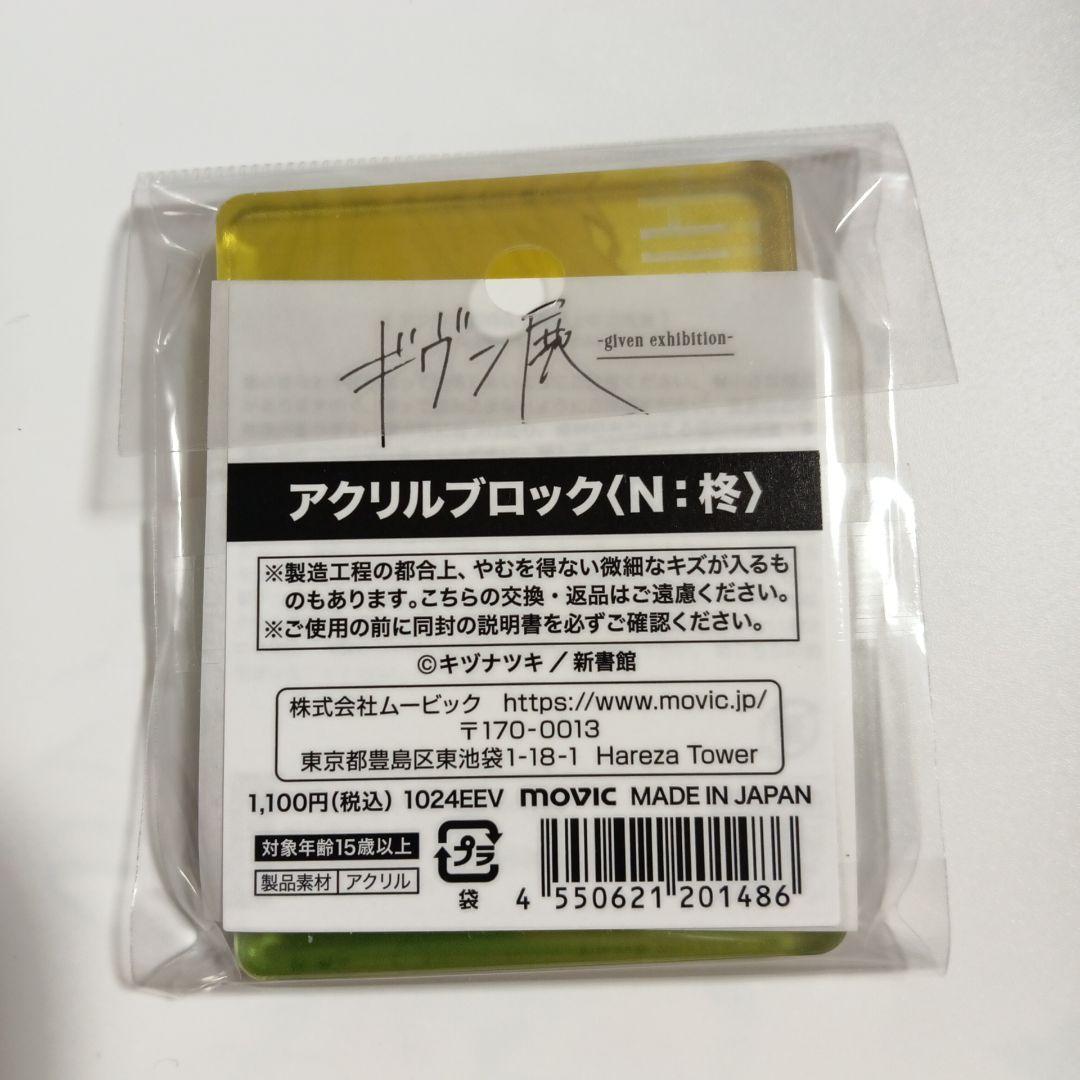 ギヴン展 -given exhibition-
アクリルブロック〈N：柊〉
※製造工程の都合上、やむを得ない微細なキズが入るも
のもあります。こちらの交換・返品はご遠慮ください。
※ご使用の前に同封の説明書を必ずご確認ください。
©キヅナツキ／新書館
株式会社ムービック https://www.movic.jp/
〒170-0013
東京都豊島区東池袋1-18-1 Hareza Tower
1,100円(税込) 1024EEV movic MADE IN JAPAN
対象年齢15歳以上
製品素材 アクリル
プラ
袋
4 550621 201486